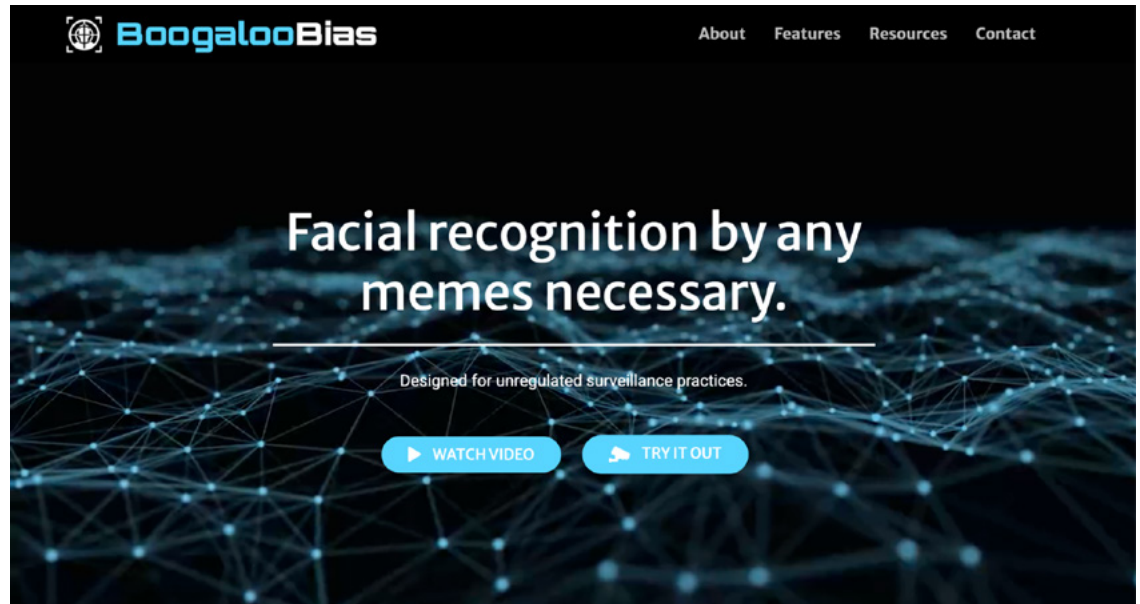 BoogalooBias
About Features Resources Contact
Facial recognition by any
memes necessary.
Designed for unregulated surveillance practices.
WATCH VIDEO
TRY IT OUT